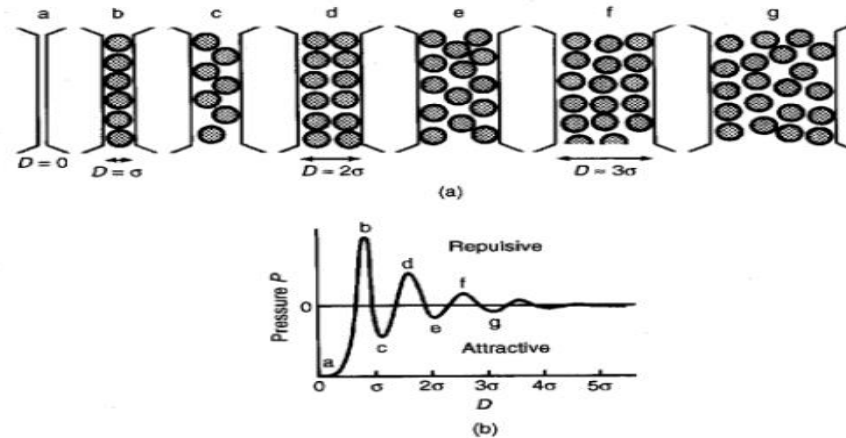 a b c d e f g
D = 0 D = σ D ≈ 2σ D ≈ 3σ
(a)
b
Repulsive
d
f
Pressure P
0
c
e
g
a
Attractive
0 σ 2σ 3σ 4σ 5σ
D
(b)